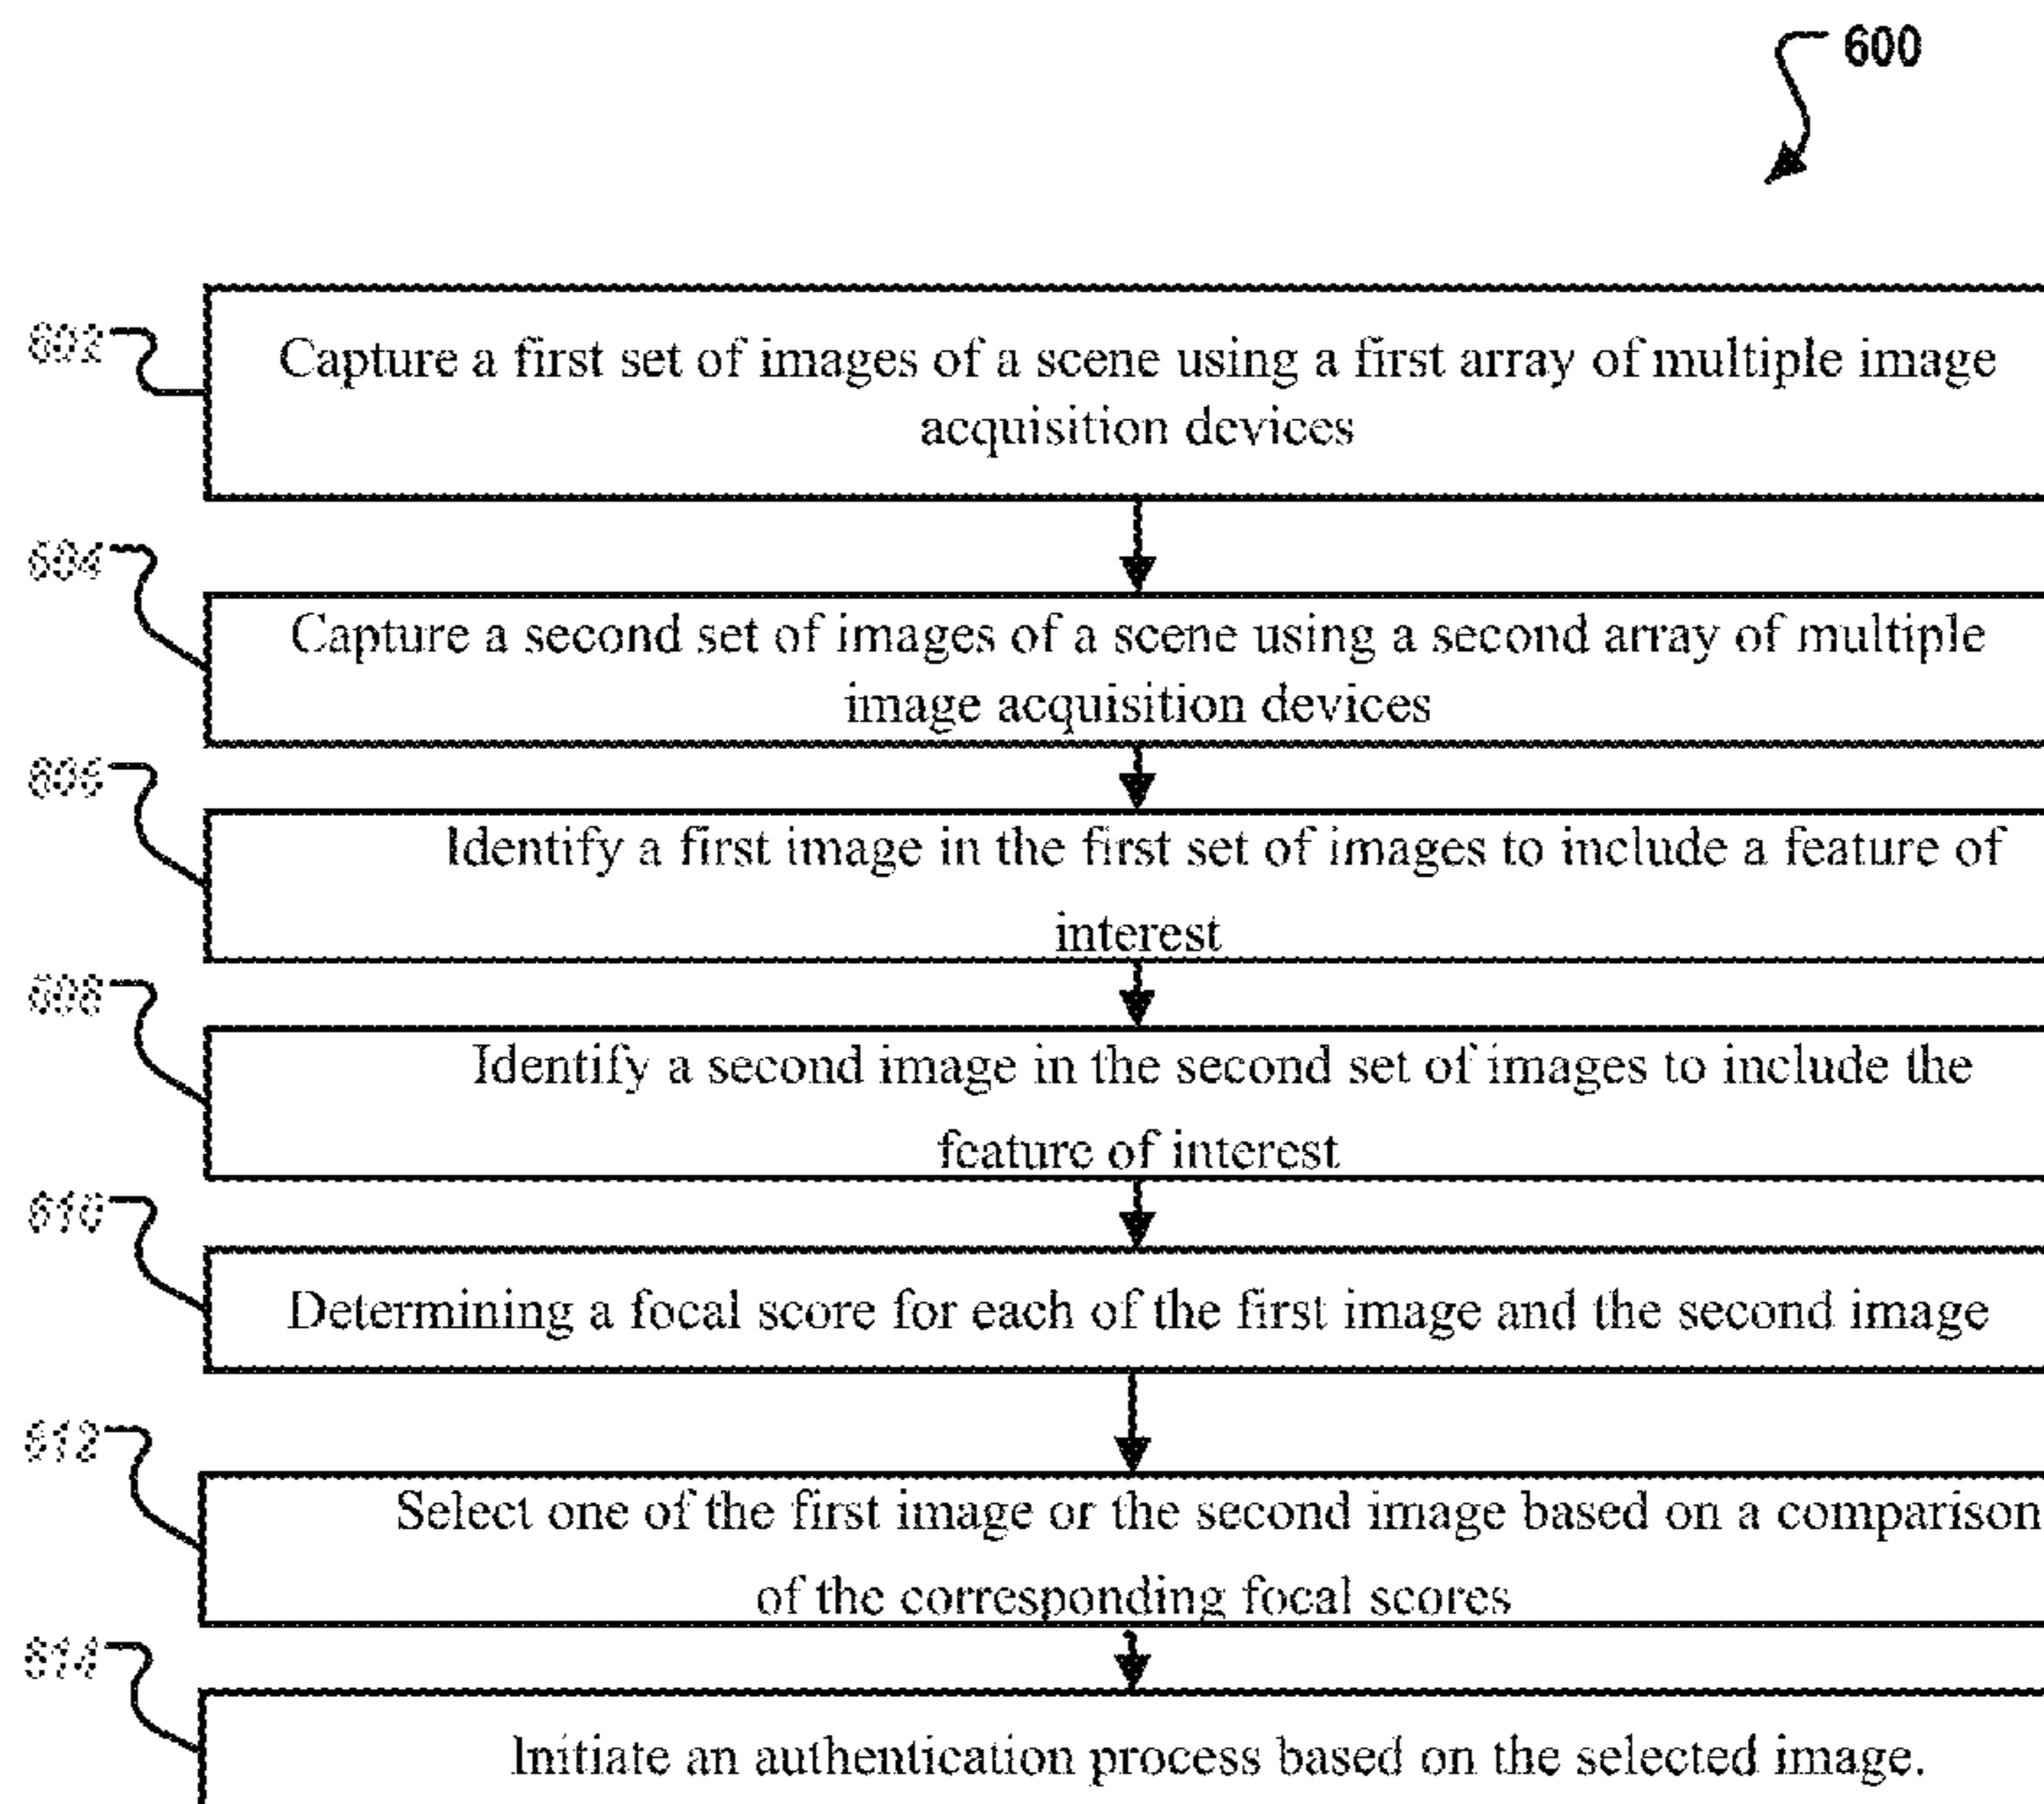 600
602
Capture a first set of images of a scene using a first array of multiple image
acquisition devices
604
Capture a second set of images of a scene using a second array of multiple
image acquisition devices
606
Identify a first image in the first set of images to include a feature of
interest
608
Identify a second image in the second set of images to include the
feature of interest
610
Determining a focal score for each of the first image and the second image
612
Select one of the first image or the second image based on a comparison
of the corresponding focal scores
614
Initiate an authentication process based on the selected image.